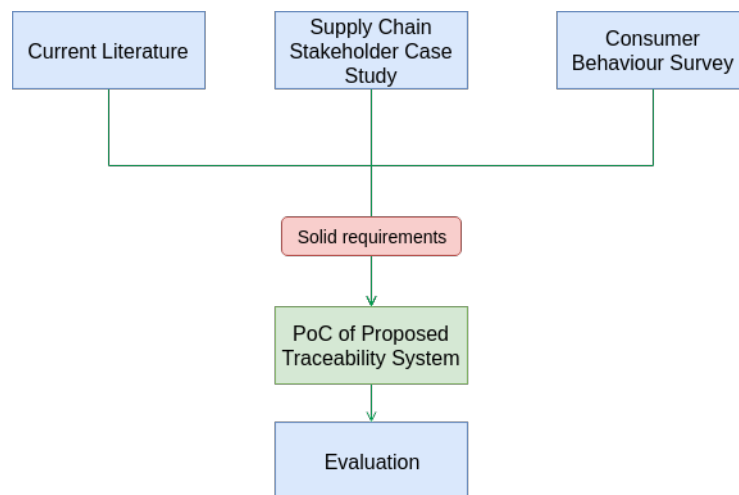 Current Literature
Supply Chain
Stakeholder Case
Study
Consumer
Behaviour Survey
Solid requirements
PoC of Proposed
Traceability System
Evaluation